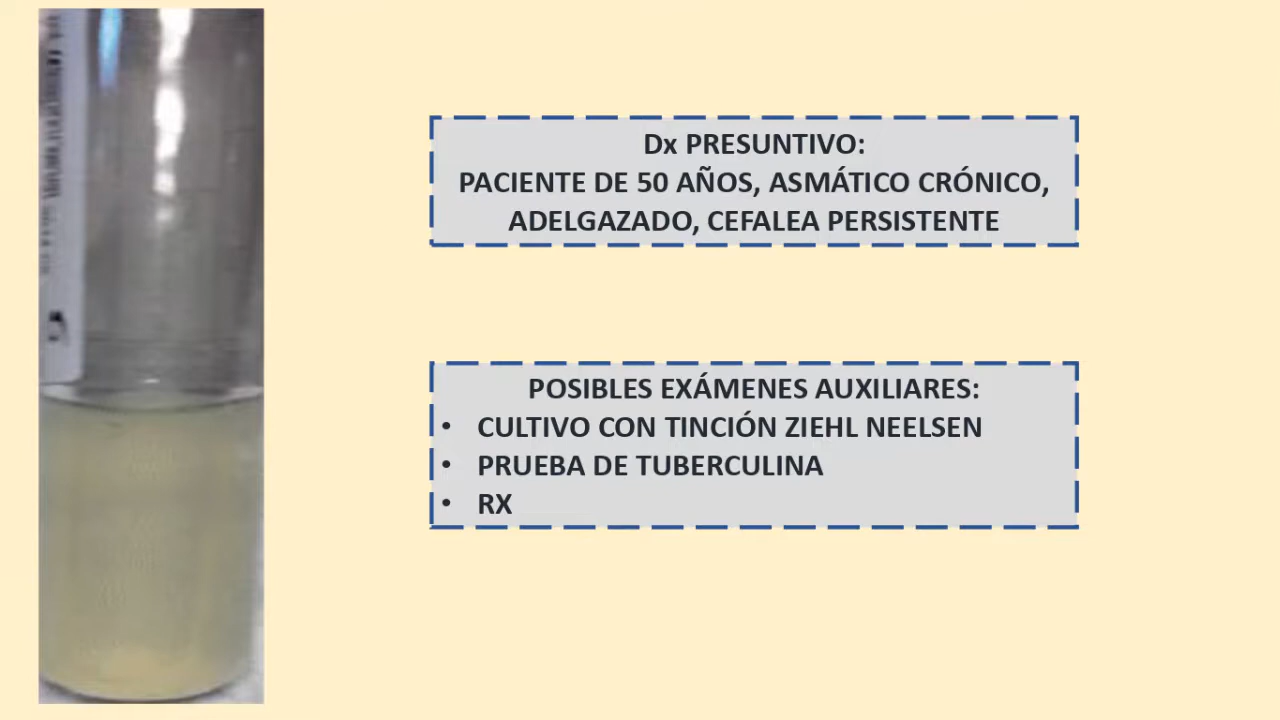 Dx PRESUNTIVO:
PACIENTE DE 50 AÑOS, ASMÁTICO CRÓNICO,
ADELGAZADO, CEFALEA PERSISTENTE
POSIBLES EXÁMENES AUXILIARES:
• CULTIVO CON TINCIÓN ZIEHL NEELSEN
• PRUEBA DE TUBERCULINA
• RX